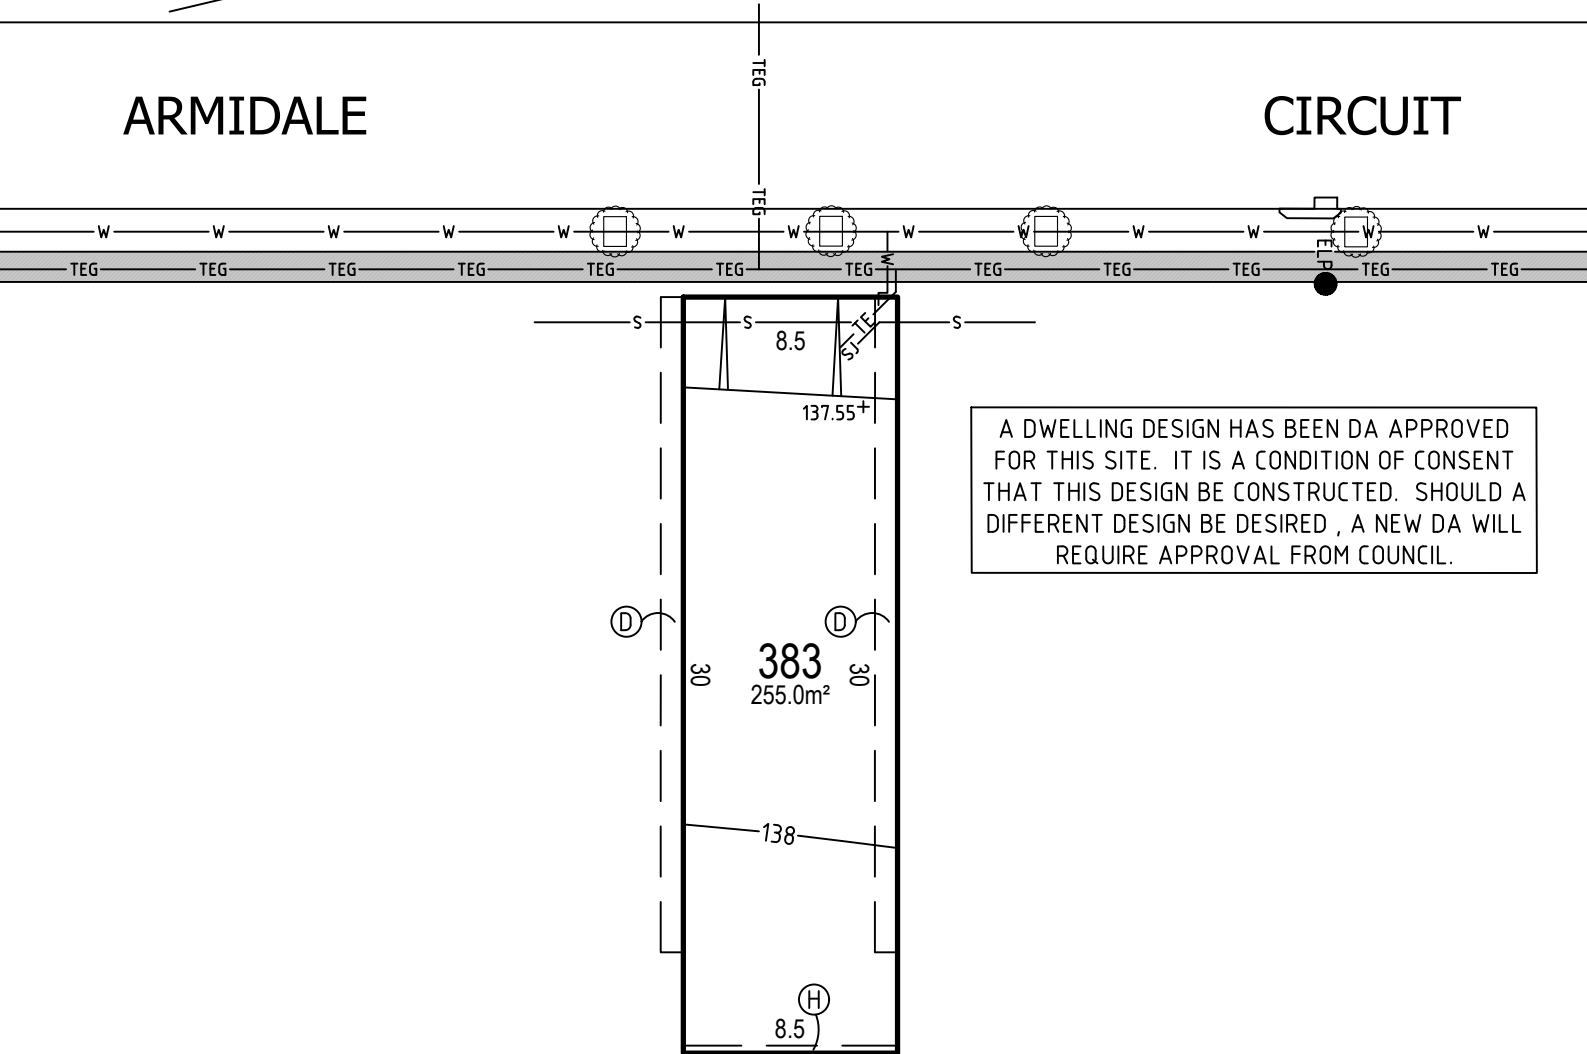 TEG
ARMIDALE CIRCUIT
TEG
W W W W W W W W W W W W W
ELP
TEG TEG TEG TEG TEG TEG TEG TEG TEG TEG TEG TEG
W
S S S
TE
SJ
8.5
137.55+
A DWELLING DESIGN HAS BEEN DA APPROVED
FOR THIS SITE. IT IS A CONDITION OF CONSENT
THAT THIS DESIGN BE CONSTRUCTED. SHOULD A
DIFFERENT DESIGN BE DESIRED , A NEW DA WILL
REQUIRE APPROVAL FROM COUNCIL.
D D
30 383 30
255.0m²
138
H
8.5